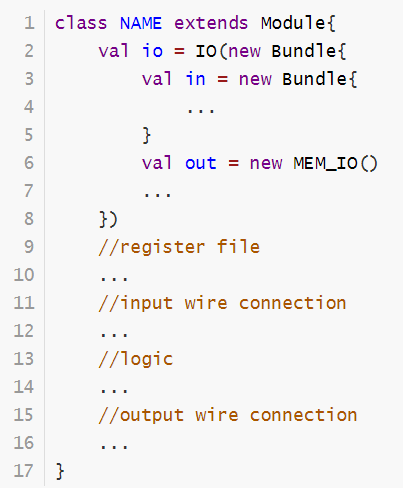 1 class NAME extends Module{
2     val io = IO(new Bundle{
3         val in = new Bundle{
4             ...
5         }
6         val out = new MEM_IO()
7         ...
8     })
9     //register file
10     ...
11     //input wire connection
12     ...
13     //logic
14     ...
15     //output wire connection
16     ...
17 }